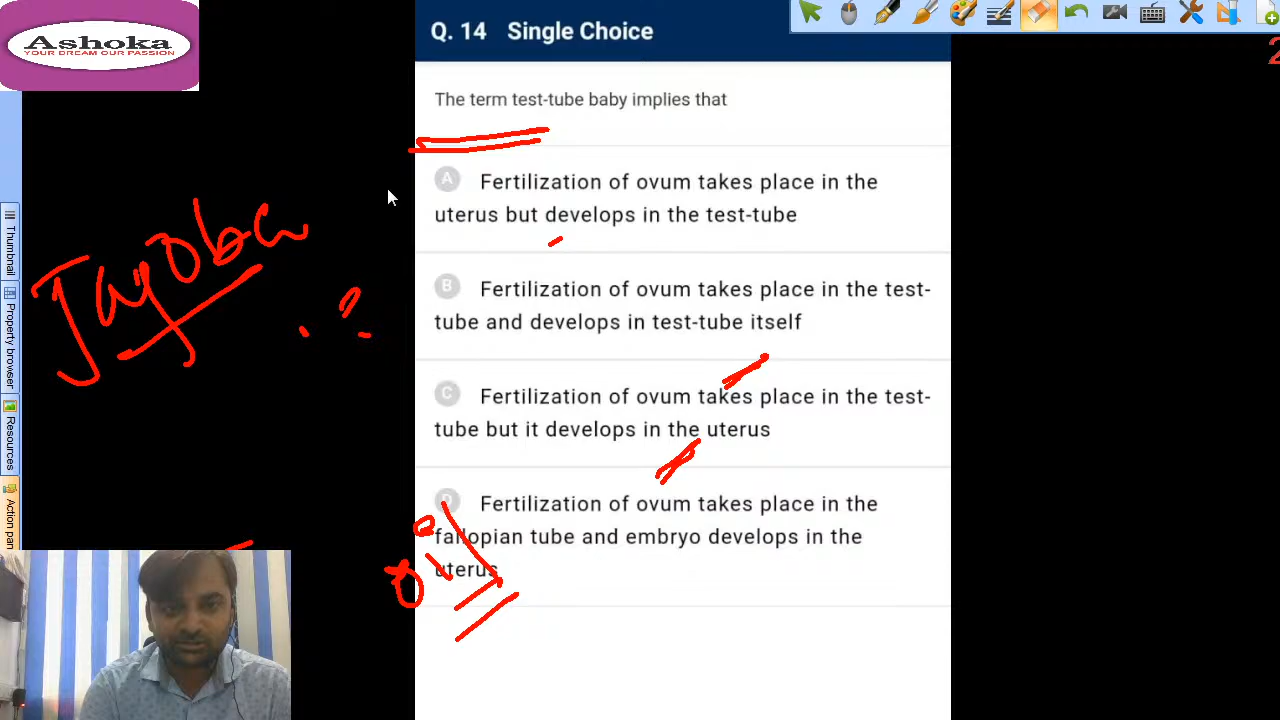 Ashoka
YOUR DREAM OUR PASSION
Q. 14 Single Choice
The term test-tube baby implies that
A Fertilization of ovum takes place in the
uterus but develops in the test-tube
B Fertilization of ovum takes place in the test-
tube and develops in test-tube itself
C Fertilization of ovum takes place in the test-
tube but it develops in the uterus
D Fertilization of ovum takes place in the
fallopian tube and embryo develops in the
uterus
Jajoba
oil
Thumbnail
Property browser
Resources
Action pan
2